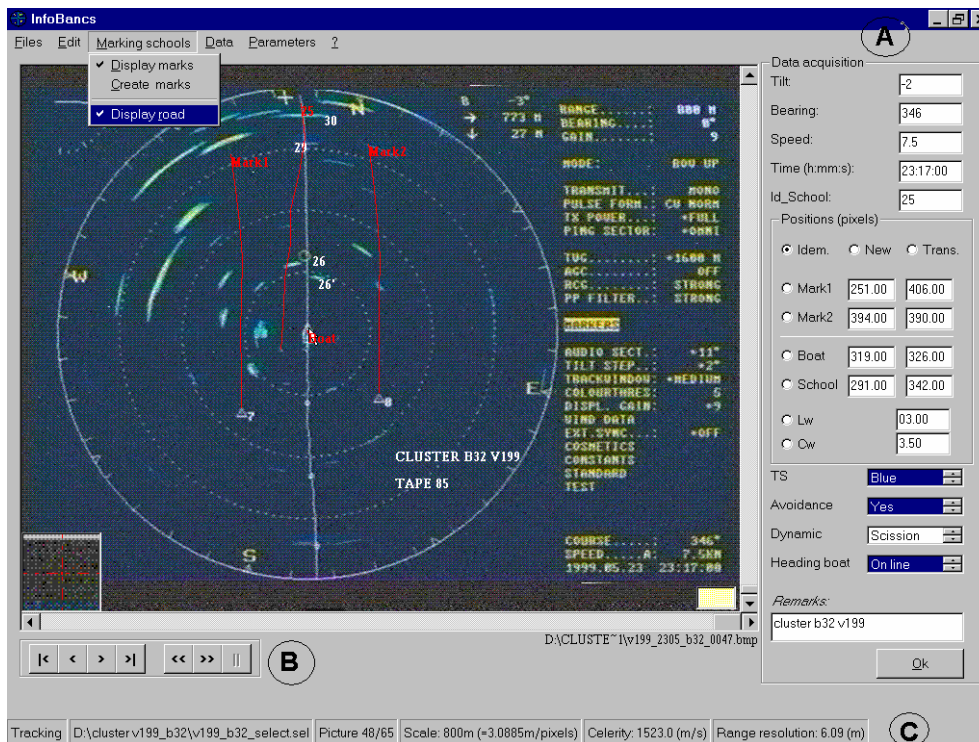 InfoBancs
Files Edit Marking schools Data Parameters ?
Display marks
Create marks
Display road
A
Data acquisition
Tilt: -2
Bearing: 346
Speed: 7.5
Time (h:mm:s): 23:17:00
Id_School: 25
Positions (pixels)
Idem. New Trans.
Mark1 251.00 406.00
Mark2 394.00 390.00
Boat 319.00 326.00
School 291.00 342.00
Lw 03.00
Cw 3.50
TS Blue
Avoidance Yes
Dynamic Scission
Heading boat On line
Remarks:
cluster b32 v199
Ok
B -3°
→ 773 M
↓ 27 M
RANGE.....: 800 M
BEARING....: 0°
GAIN......: 9
MODE: BOW UP
TRANSMIT...: MONO
PULSE FORM.: CW NORM
TX POWER...: *FULL
PING SECTOR: *OMNI
TVG........: *1600 M
AGC........: OFF
RCG........: STRONG
PP FILTER..: STRONG
MARKERS
AUDIO SECT.: *11°
TILT STEP..: *2°
TRACKWINDOW: *MEDIUM
COLOURTHRES: 5
DISPL. GAIN: *9
WIND DATA
EXT.SYNC...: *OFF
COSMETICS
CONSTANTS
STANDARD
TEST
COURSE.....: 346°
SPEED.....A: 7.5KN
1999.05.23 23:17:00
25
30
N
29
Mark1
Mark2
26
26'
W
Boat
E
7
8
CLUSTER B32 V199
TAPE 85
S
D:\CLUSTE~1\v199_2305_b32_0047.bmp
|< < > >| << >> ||
B
Tracking D:\cluster v199_b32\v199_b32_select.sel Picture 48/65 Scale: 800m (=3.0885m/pixels) Celerity: 1523.0 (m/s) Range resolution: 6.09 (m)
C